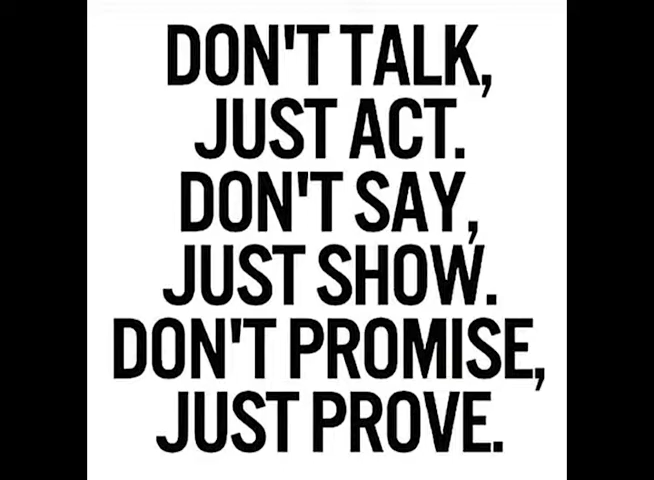 DON'T TALK,
JUST ACT.
DON'T SAY,
JUST SHOW.
DON'T PROMISE,
JUST PROVE.